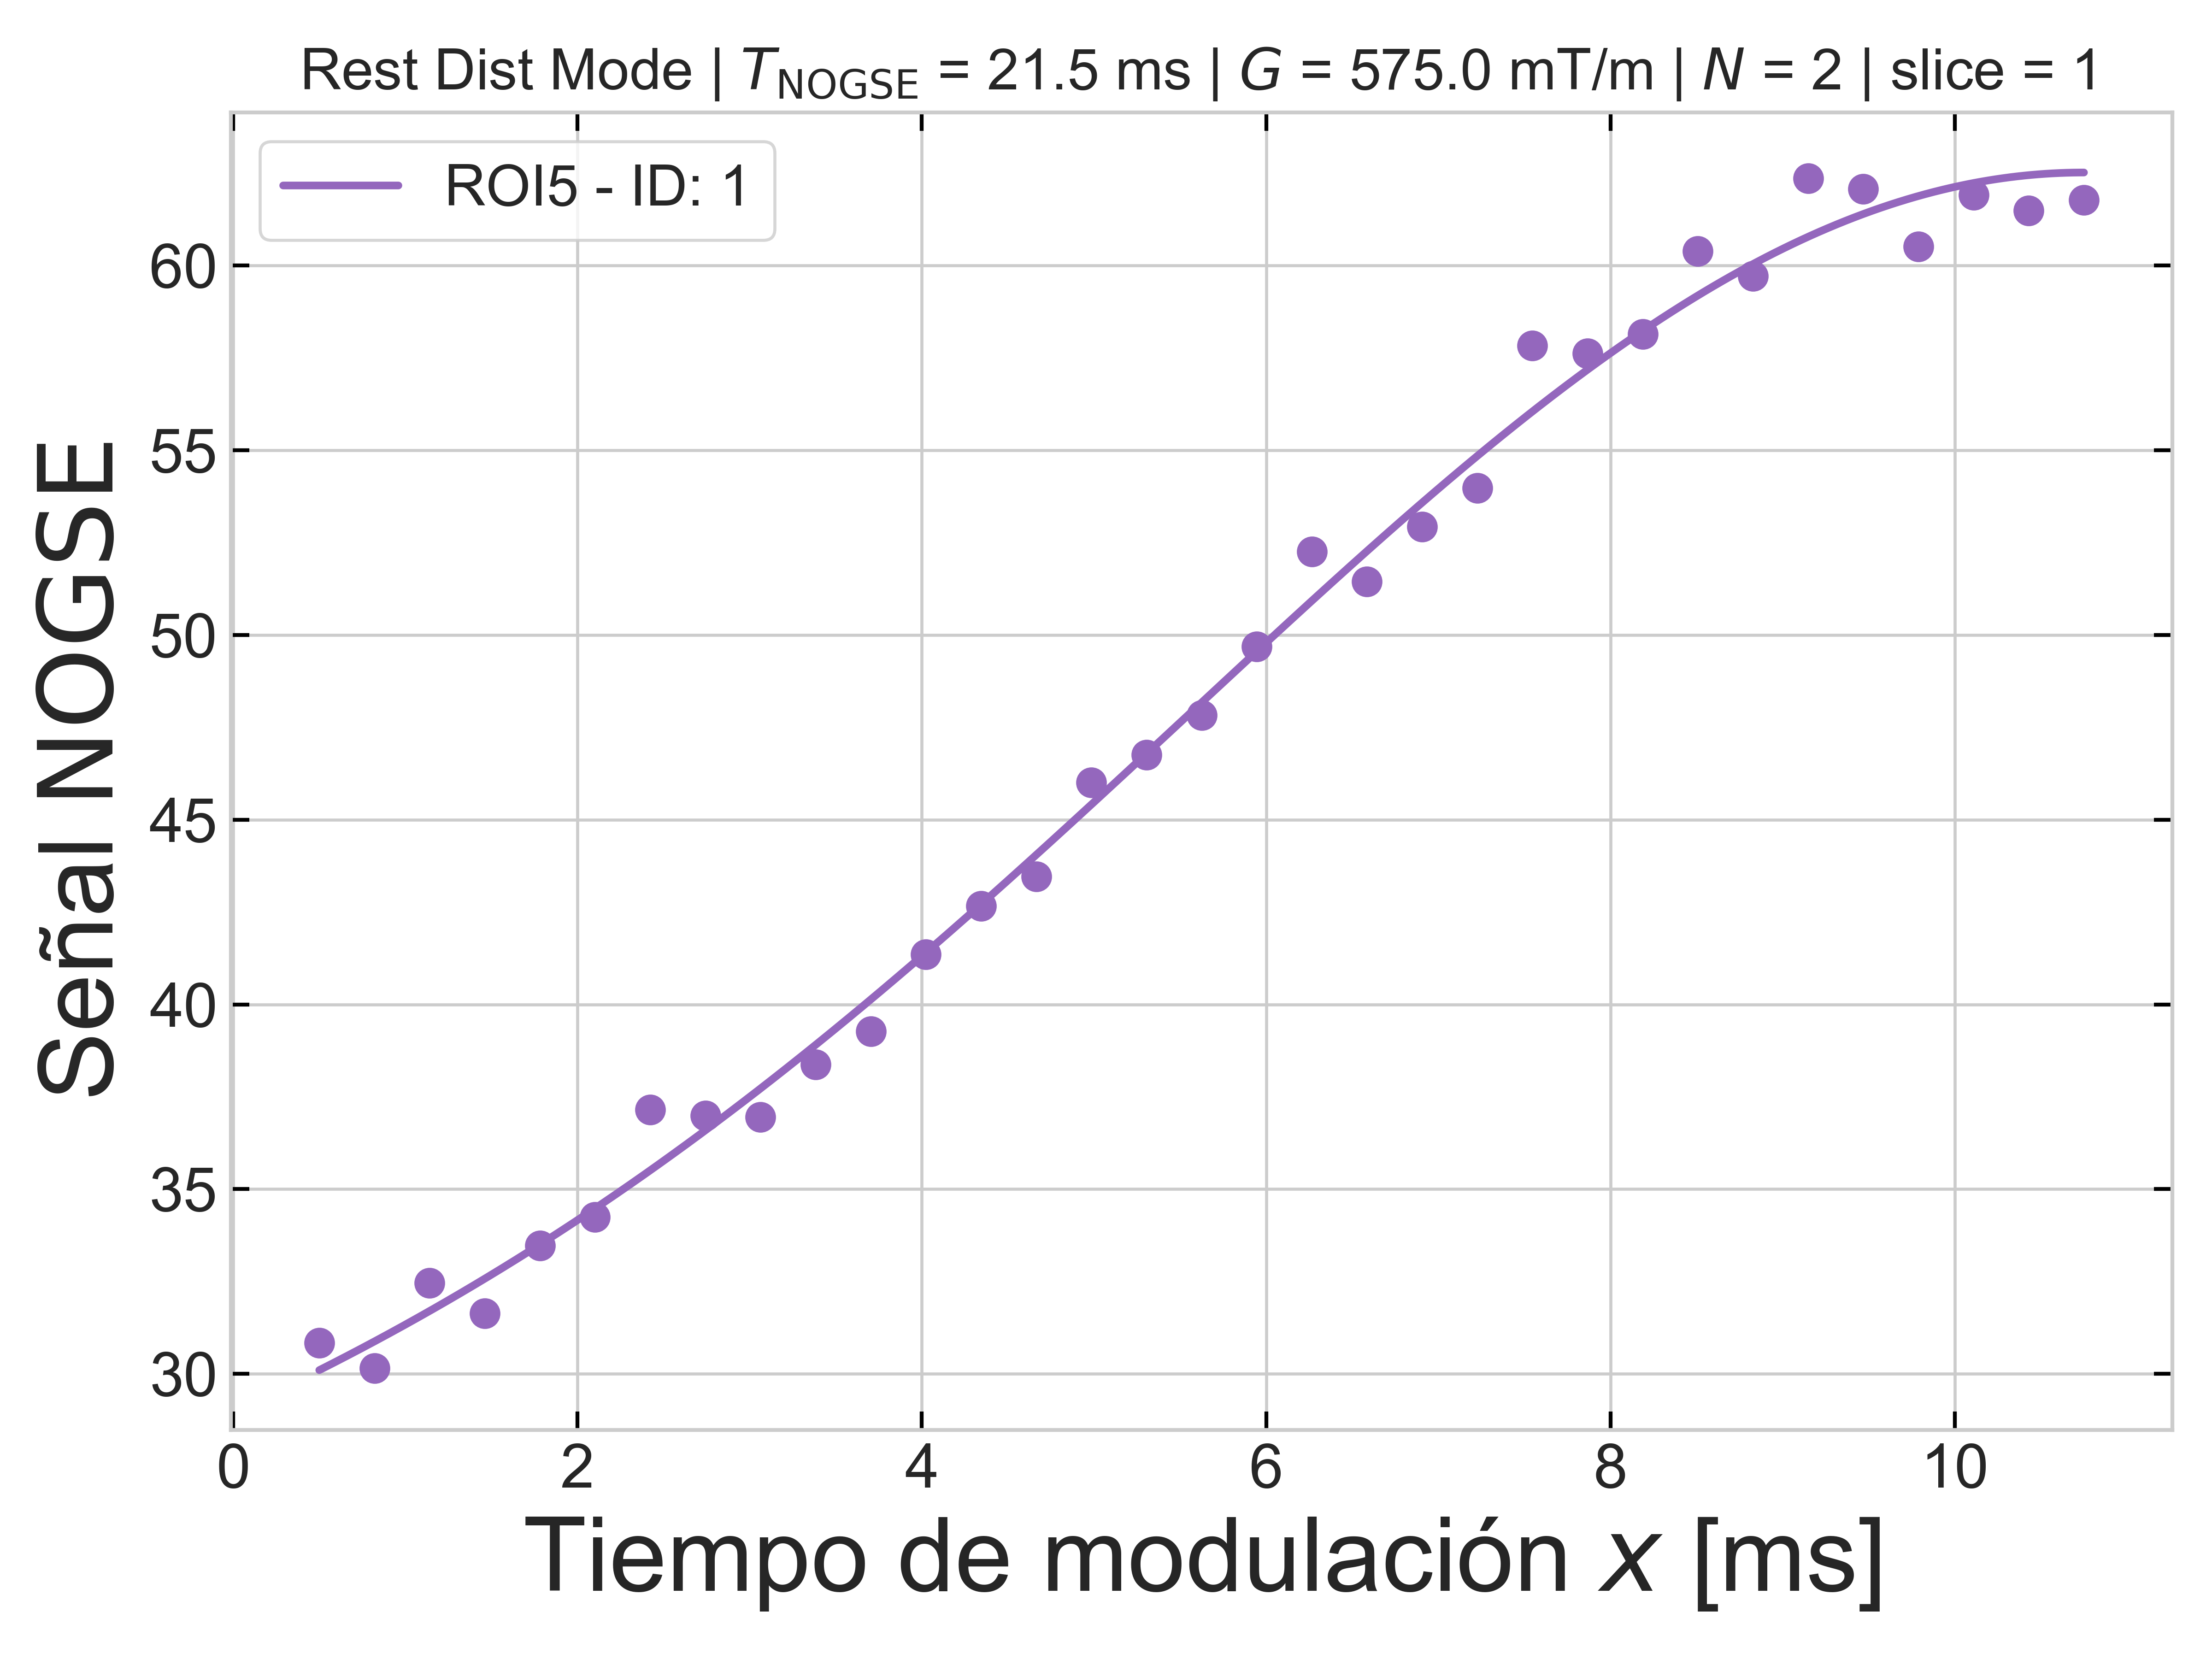 Rest Dist Mode | T_NOGSE = 21.5 ms | G = 575.0 mT/m | N = 2 | slice = 1
ROI5 - ID: 1
Señal NOGSE
60
55
50
45
40
35
30
0 2 4 6 8 10
Tiempo de modulación x [ms]